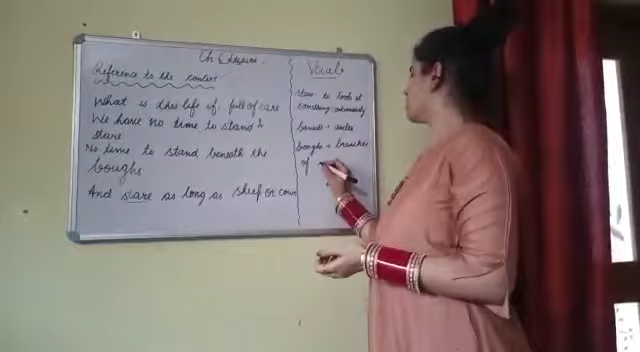 Ch Leisure
Reference to the context
What is this life if full of care
We have no time to stand &
stare
No time to stand beneath the
boughs
And stare as long as sheep or cows
Vocab
stare = to look at
something continuously
beneath = under
boughs = branches
of